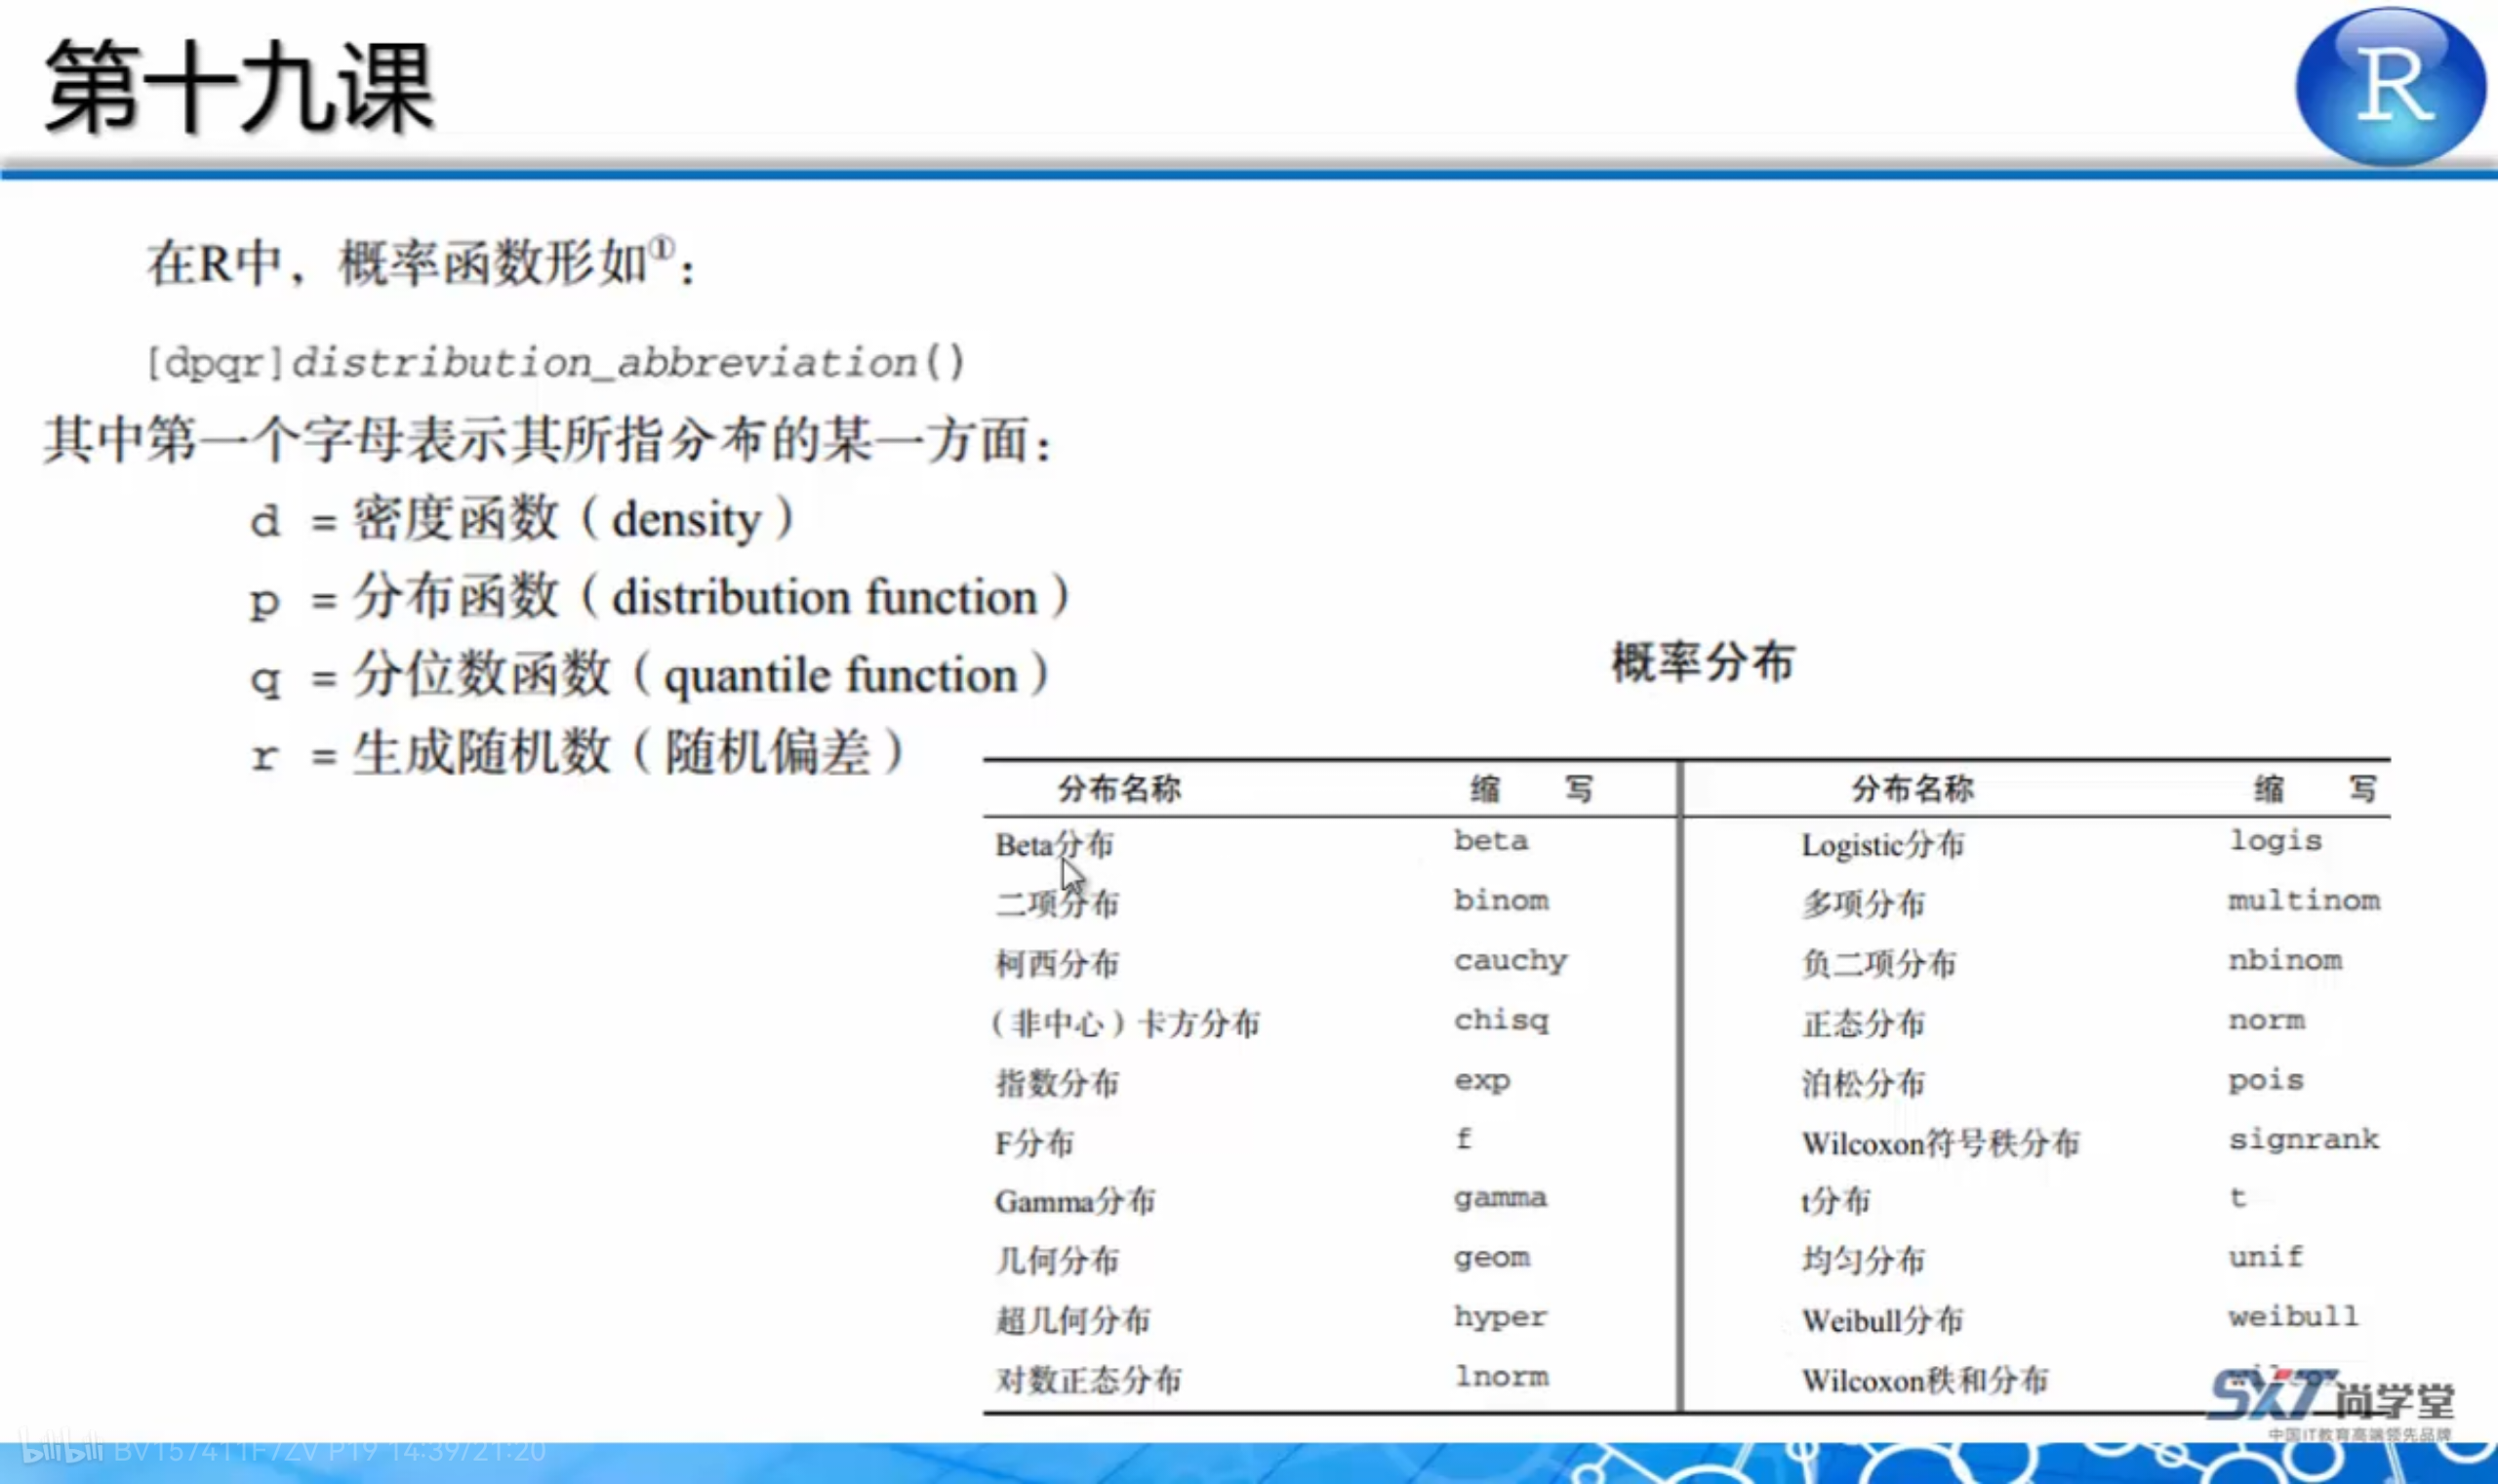 第十九课
R
在R中，概率函数形如①：
[dpqr]distribution_abbreviation()
其中第一个字母表示其所指分布的某一方面：
d = 密度函数（density）
p = 分布函数（distribution function）
q = 分位数函数（quantile function）
r = 生成随机数（随机偏差）
概率分布
分布名称 缩 写 分布名称 缩 写
Beta分布 beta Logistic分布 logis
二项分布 binom 多项分布 multinom
柯西分布 cauchy 负二项分布 nbinom
（非中心）卡方分布 chisq 正态分布 norm
指数分布 exp 泊松分布 pois
F分布 f Wilcoxon符号秩分布 signrank
Gamma分布 gamma t分布 t
几何分布 geom 均匀分布 unif
超几何分布 hyper Weibull分布 weibull
对数正态分布 lnorm Wilcoxon秩和分布
SXT 尚学堂
中国IT教育高端领先品牌
bilibili P19 14:39/21:20